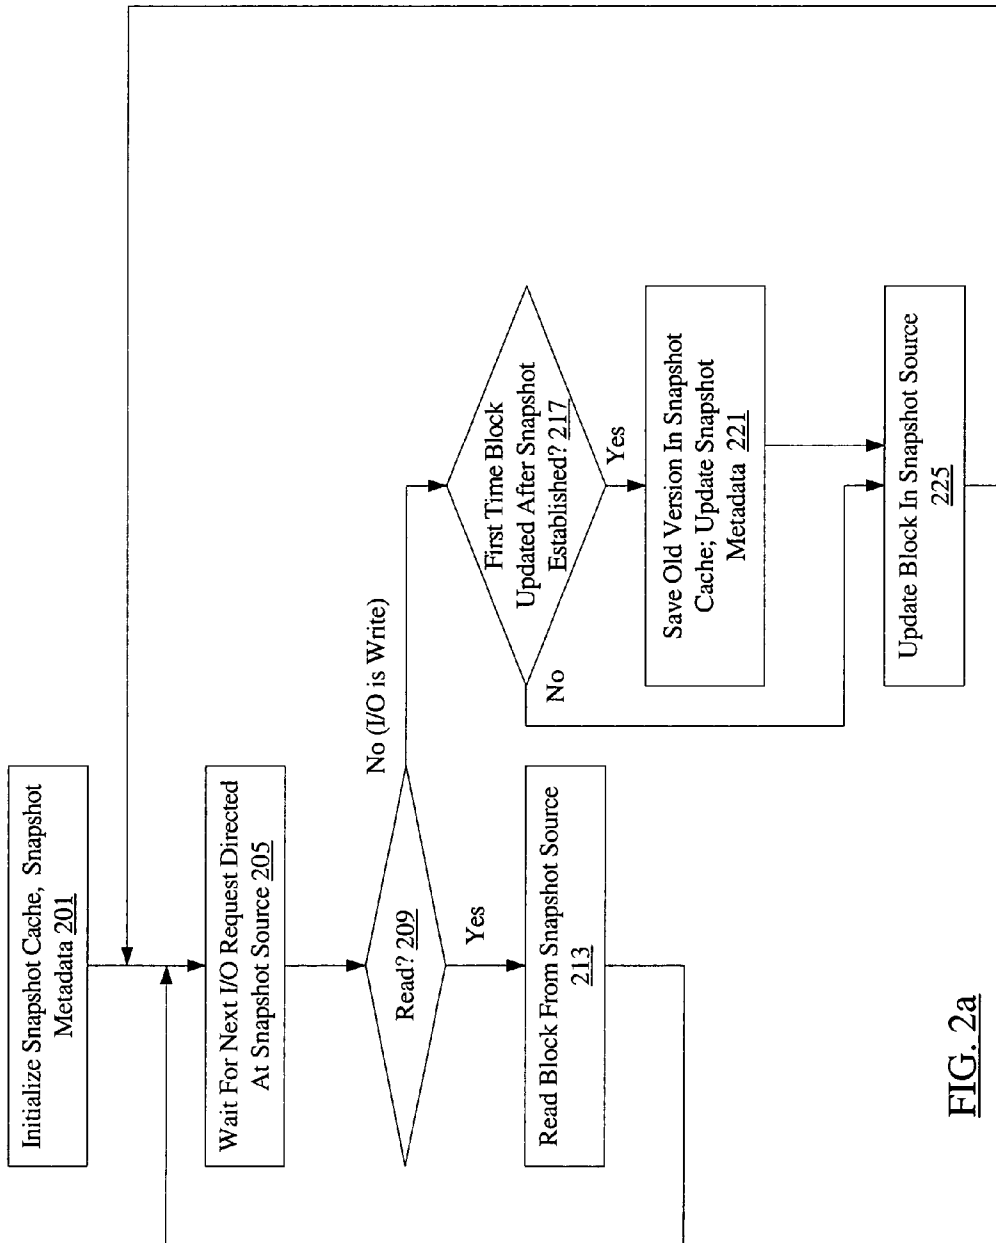 Initialize Snapshot Cache, Snapshot
Metadata 201
Wait For Next I/O Request Directed
At Snapshot Source 205
Read? 209
No (I/O is Write)
Yes
Read Block From Snapshot Source
213
First Time Block
Updated After Snapshot
Established? 217
No
Yes
Save Old Version In Snapshot
Cache; Update Snapshot
Metadata 221
Update Block In Snapshot Source
225
FIG. 2a